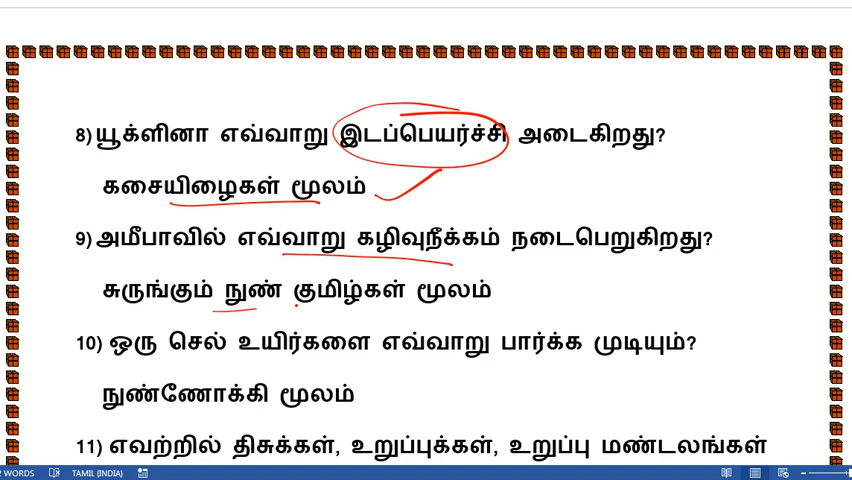 8) யூக்ளினா எவ்வாறு இடப்பெயர்ச்சி அடைகிறது?
கசையிழைகள் மூலம்
9) அமீபாவில் எவ்வாறு கழிவுநீக்கம் நடைபெறுகிறது?
சுருங்கும் நுண் குமிழ்கள் மூலம்
10) ஒரு செல் உயிர்களை எவ்வாறு பார்க்க முடியும்?
நுண்ணோக்கி மூலம்
11) எவற்றில் திசுக்கள், உறுப்புக்கள், உறுப்பு மண்டலங்கள்
WORDS TAMIL (INDIA)